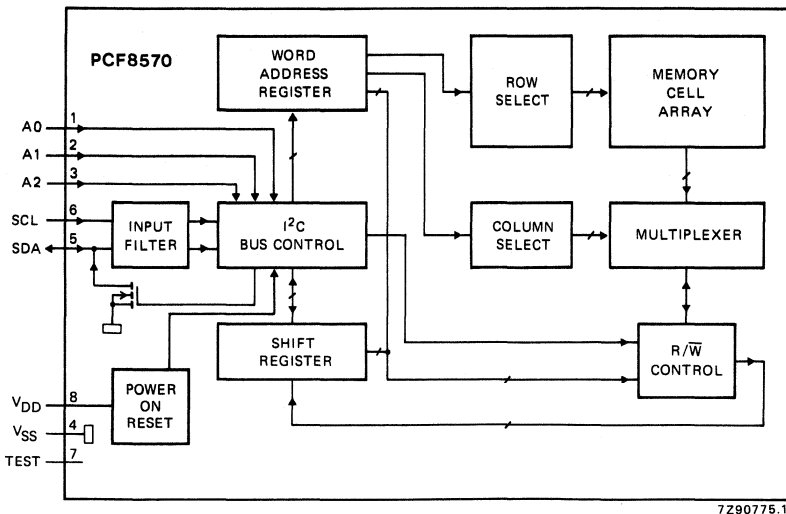 PCF8570
WORD
ADDRESS
REGISTER
ROW
SELECT
MEMORY
CELL
ARRAY
A0
1
A1
2
A2
3
SCL
6
SDA
5
INPUT
FILTER
I²C
BUS CONTROL
COLUMN
SELECT
MULTIPLEXER
SHIFT
REGISTER
R/W̅
CONTROL
POWER
ON
RESET
VDD
8
VSS
4
TEST
7
7Z90775.1